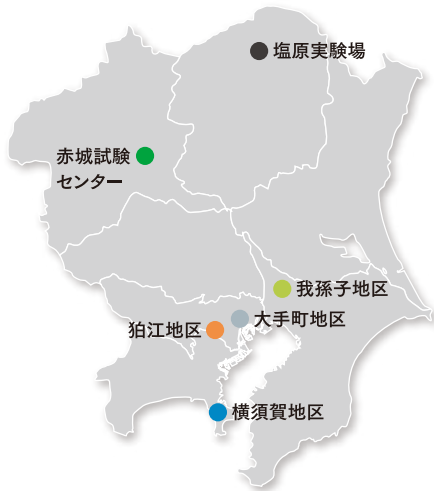 塩原実験場
赤城試験
センター
我孫子地区
大手町地区
狛江地区
横須賀地区